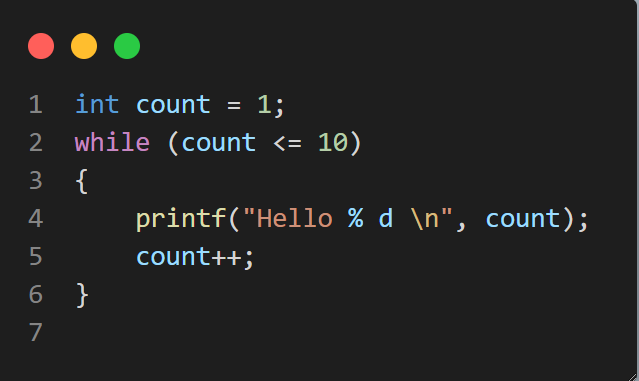 1 int count = 1;
2 while (count <= 10)
3 {
4     printf("Hello % d \n", count);
5     count++;
6 }
7